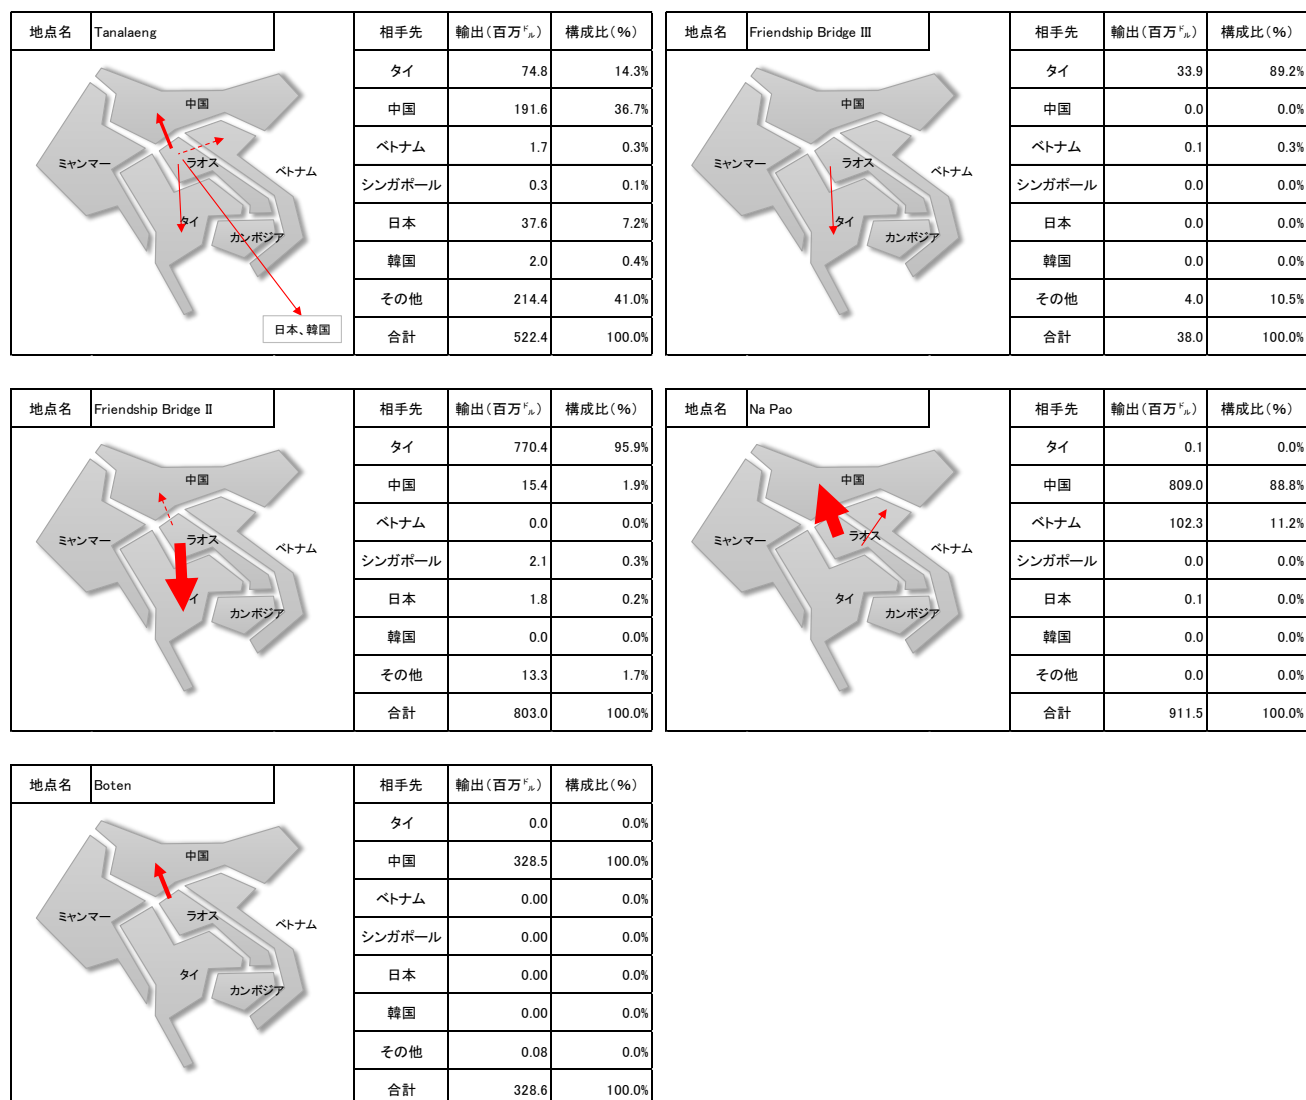 地点名 Tanalaeng 相手先 輸出(百万㌦) 構成比(%)
タイ 74.8 14.3%
中国 191.6 36.7%
ベトナム 1.7 0.3%
シンガポール 0.3 0.1%
日本 37.6 7.2%
韓国 2.0 0.4%
その他 214.4 41.0%
合計 522.4 100.0%
中国
ミャンマー
ラオス
ベトナム
タイ
カンボジア
日本、韓国
地点名 Friendship Bridge Ⅲ 相手先 輸出(百万㌦) 構成比(%)
タイ 33.9 89.2%
中国 0.0 0.0%
ベトナム 0.1 0.3%
シンガポール 0.0 0.0%
日本 0.0 0.0%
韓国 0.0 0.0%
その他 4.0 10.5%
合計 38.0 100.0%
中国
ミャンマー
ラオス
ベトナム
タイ
カンボジア
地点名 Friendship Bridge Ⅱ 相手先 輸出(百万㌦) 構成比(%)
タイ 770.4 95.9%
中国 15.4 1.9%
ベトナム 0.0 0.0%
シンガポール 2.1 0.3%
日本 1.8 0.2%
韓国 0.0 0.0%
その他 13.3 1.7%
合計 803.0 100.0%
中国
ミャンマー
ラオス
ベトナム
イ
カンボジア
地点名 Na Pao 相手先 輸出(百万㌦) 構成比(%)
タイ 0.1 0.0%
中国 809.0 88.8%
ベトナム 102.3 11.2%
シンガポール 0.0 0.0%
日本 0.1 0.0%
韓国 0.0 0.0%
その他 0.0 0.0%
合計 911.5 100.0%
中国
ミャンマー
ラオス
ベトナム
タイ
カンボジア
地点名 Boten 相手先 輸出(百万㌦) 構成比(%)
タイ 0.0 0.0%
中国 328.5 100.0%
ベトナム 0.00 0.0%
シンガポール 0.00 0.0%
日本 0.00 0.0%
韓国 0.00 0.0%
その他 0.08 0.0%
合計 328.6 100.0%
中国
ミャンマー
ラオス
ベトナム
タイ
カンボジア